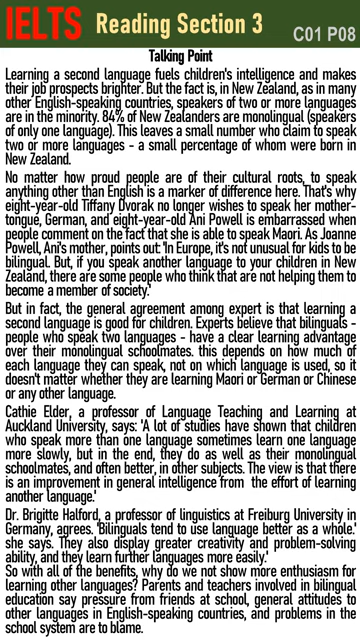 IELTS Reading Section 3 C01 P08
Talking Point
Learning a second language fuels children's intelligence and makes
their job prospects brighter. But the fact is, in New Zealand, as in many
other English-speaking countries, speakers of two or more languages
are in the minority. 84% of New Zealanders are monolingual (speakers
of only one language). This leaves a small number who claim to speak
two or more languages - a small percentage of whom were born in
New Zealand.
No matter how proud people are of their cultural roots, to speak
anything other than English is a marker of difference here. That's why
eight-year-old Tiffany Dvorak no longer wishes to speak her mother-
tongue, German, and eight-year-old Ani Powell is embarrassed when
people comment on the fact that she is able to speak Maori. As Joanne
Powell, Ani's mother, points out: 'In Europe, it's not unusual for kids to be
bilingual. But, if you speak another language to your children in New
Zealand, there are some people who think that are not helping them to
become a member of society.'
But in fact, the general agreement among expert is that learning a
second language is good for children. Experts believe that bilinguals -
people who speak two languages - have a clear learning advantage
over their monolingual schoolmates. this depends on how much of
each language they can speak, not on which language is used, so it
doesn't matter whether they are learning Maori or German or Chinese
or any other language.
Cathie Elder, a professor of Language Teaching and Learning at
Auckland University, says: 'A lot of studies have shown that children
who speak more than one language sometimes learn one language
more slowly, but in the end, they do as well as their monolingual
schoolmates, and often better, in other subjects. The view is that there
is an improvement in general intelligence from the effort of learning
another language.'
Dr. Brigitte Halford, a professor of linguistics at Freiburg University in
Germany, agrees. 'Bilinguals tend to use language better as a whole.'
she says. They also display greater creativity and problem-solving
ability, and they learn further languages more easily.'
So with all of the benefits, why do we not show more enthusiasm for
learning other languages? Parents and teachers involved in bilingual
education say pressure from friends at school, general attitudes to
other languages in English-speaking countries, and problems in the
school system are to blame.